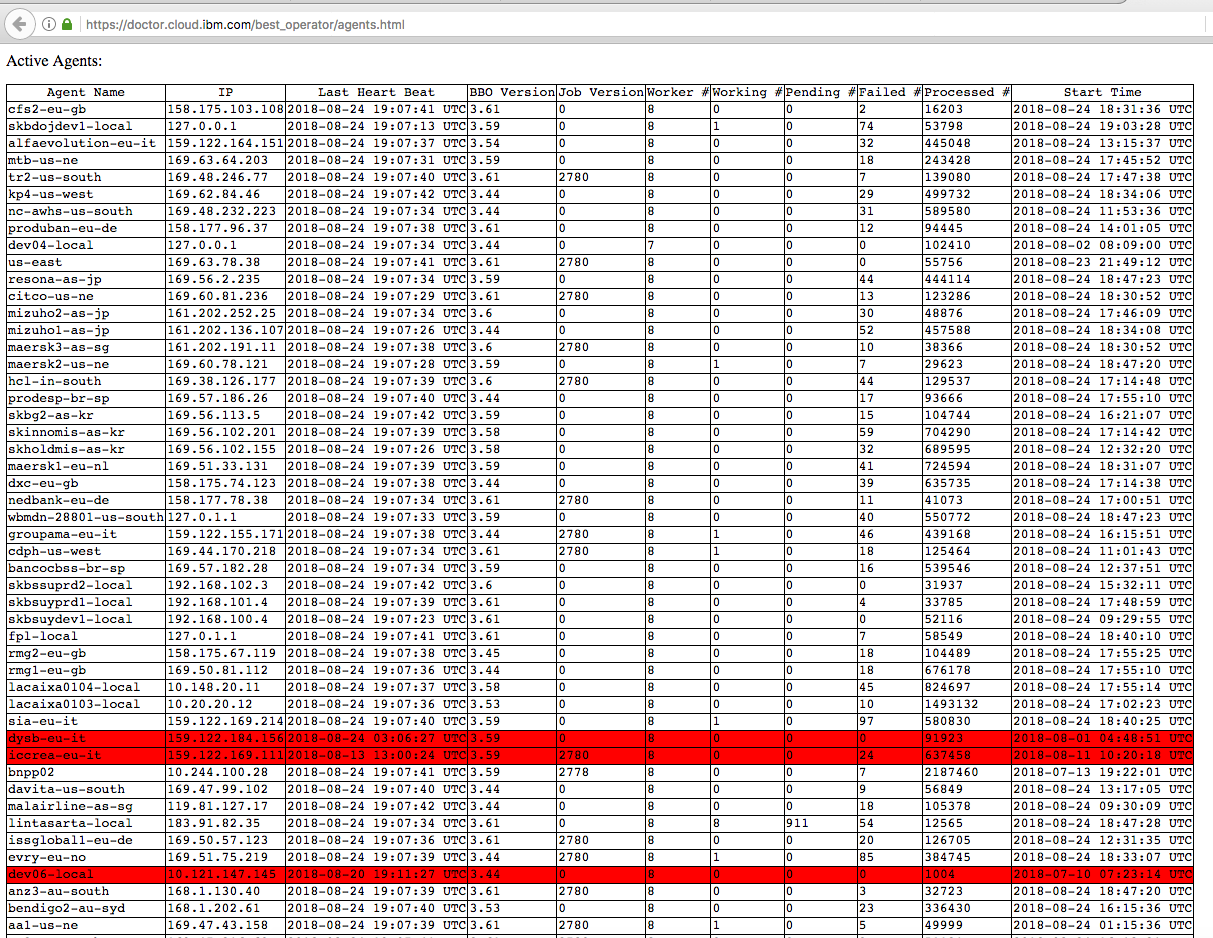 https://doctor.cloud.ibm.com/best_operator/agents.html
Active Agents:
Agent Name IP Last Heart Beat BBO Version Job Version Worker # Working # Pending # Failed # Processed # Start Time
cfs2-eu-gb 158.175.103.108 2018-08-24 19:07:41 UTC 3.61 0 8 0 0 2 16203 2018-08-24 18:31:36 UTC
skbdojdev1-local 127.0.0.1 2018-08-24 19:07:13 UTC 3.59 0 8 1 0 74 53798 2018-08-24 19:03:28 UTC
alfaevolution-eu-it 159.122.164.151 2018-08-24 19:07:37 UTC 3.54 0 8 0 0 32 445048 2018-08-24 13:15:37 UTC
mtb-us-ne 169.63.64.203 2018-08-24 19:07:31 UTC 3.59 0 8 0 0 18 243428 2018-08-24 17:45:52 UTC
tr2-us-south 169.48.246.77 2018-08-24 19:07:40 UTC 3.61 2780 8 0 0 7 139080 2018-08-24 17:47:38 UTC
kp4-us-west 169.62.84.46 2018-08-24 19:07:42 UTC 3.44 0 8 0 0 29 499732 2018-08-24 18:34:06 UTC
nc-awhs-us-south 169.48.232.223 2018-08-24 19:07:34 UTC 3.44 0 8 0 0 31 589580 2018-08-24 11:53:36 UTC
produban-eu-de 158.177.96.37 2018-08-24 19:07:38 UTC 3.61 0 8 0 0 12 94445 2018-08-24 14:01:05 UTC
dev04-local 127.0.0.1 2018-08-24 19:07:34 UTC 3.44 0 7 0 0 0 102410 2018-08-02 08:09:00 UTC
us-east 169.63.78.38 2018-08-24 19:07:41 UTC 3.61 2780 8 0 0 0 55756 2018-08-23 21:49:12 UTC
resona-as-jp 169.56.2.235 2018-08-24 19:07:34 UTC 3.59 0 8 0 0 44 444114 2018-08-24 18:47:23 UTC
citco-us-ne 169.60.81.236 2018-08-24 19:07:29 UTC 3.61 2780 8 0 0 13 123286 2018-08-24 18:30:52 UTC
mizuho2-as-jp 161.202.252.25 2018-08-24 19:07:34 UTC 3.6 0 8 0 0 30 48876 2018-08-24 17:46:09 UTC
mizuho1-as-jp 161.202.136.107 2018-08-24 19:07:26 UTC 3.44 0 8 0 0 52 457588 2018-08-24 18:34:08 UTC
maersk3-as-sg 161.202.191.11 2018-08-24 19:07:38 UTC 3.6 2780 8 0 0 10 38366 2018-08-24 18:30:52 UTC
maersk2-us-ne 169.60.78.121 2018-08-24 19:07:28 UTC 3.59 0 8 1 0 7 29623 2018-08-24 18:47:20 UTC
hcl-in-south 169.38.126.177 2018-08-24 19:07:39 UTC 3.6 2780 8 0 0 44 129537 2018-08-24 17:14:48 UTC
prodesp-br-sp 169.57.186.26 2018-08-24 19:07:40 UTC 3.44 0 8 0 0 17 93666 2018-08-24 17:55:10 UTC
skbg2-as-kr 169.56.113.5 2018-08-24 19:07:42 UTC 3.59 0 8 0 0 15 104744 2018-08-24 16:21:07 UTC
skinnomis-as-kr 169.56.102.201 2018-08-24 19:07:39 UTC 3.58 0 8 0 0 59 704290 2018-08-24 17:14:42 UTC
skholdmis-as-kr 169.56.102.155 2018-08-24 19:07:26 UTC 3.58 0 8 0 0 32 689595 2018-08-24 12:32:20 UTC
maersk1-eu-nl 169.51.33.131 2018-08-24 19:07:39 UTC 3.59 0 8 0 0 41 724594 2018-08-24 18:31:07 UTC
dxc-eu-gb 158.175.74.123 2018-08-24 19:07:38 UTC 3.44 0 8 0 0 39 635735 2018-08-24 17:14:38 UTC
nedbank-eu-de 158.177.78.38 2018-08-24 19:07:34 UTC 3.61 2780 8 0 0 11 41073 2018-08-24 17:00:51 UTC
wbmdn-28801-us-south 127.0.1.1 2018-08-24 19:07:33 UTC 3.59 0 8 0 0 40 550772 2018-08-24 18:47:23 UTC
groupama-eu-it 159.122.155.171 2018-08-24 19:07:38 UTC 3.44 2780 8 1 0 46 439168 2018-08-24 16:15:51 UTC
cdph-us-west 169.44.170.218 2018-08-24 19:07:34 UTC 3.61 2780 8 1 0 18 125464 2018-08-24 11:01:43 UTC
bancocbss-br-sp 169.57.182.28 2018-08-24 19:07:34 UTC 3.59 0 8 0 0 16 539546 2018-08-24 12:37:51 UTC
skbssuprd2-local 192.168.102.3 2018-08-24 19:07:42 UTC 3.6 0 8 0 0 0 31937 2018-08-24 15:32:11 UTC
skbsuyprd1-local 192.168.101.4 2018-08-24 19:07:39 UTC 3.61 0 8 0 0 4 33785 2018-08-24 17:48:59 UTC
skbsuydev1-local 192.168.100.4 2018-08-24 19:07:23 UTC 3.61 0 8 0 0 0 52116 2018-08-24 09:29:55 UTC
fpl-local 127.0.1.1 2018-08-24 19:07:41 UTC 3.61 0 8 0 0 7 58549 2018-08-24 18:40:10 UTC
rmg2-eu-gb 158.175.67.119 2018-08-24 19:07:38 UTC 3.45 0 8 0 0 18 104489 2018-08-24 17:55:25 UTC
rmg1-eu-gb 169.50.81.112 2018-08-24 19:07:36 UTC 3.44 0 8 0 0 18 676178 2018-08-24 17:55:10 UTC
lacaixa0104-local 10.148.20.11 2018-08-24 19:07:37 UTC 3.58 0 8 0 0 45 824697 2018-08-24 17:55:14 UTC
lacaixa0103-local 10.20.20.12 2018-08-24 19:07:36 UTC 3.53 0 8 0 0 10 1493132 2018-08-24 17:02:23 UTC
sia-eu-it 159.122.169.214 2018-08-24 19:07:40 UTC 3.59 0 8 1 0 97 580830 2018-08-24 18:40:25 UTC
dysb-eu-it 159.122.184.156 2018-08-24 03:06:27 UTC 3.59 0 8 0 0 0 91923 2018-08-01 04:48:51 UTC
iccrea-eu-it 159.122.169.111 2018-08-13 13:00:24 UTC 3.59 2780 8 0 0 24 637458 2018-08-11 10:20:18 UTC
bnpp02 10.244.100.28 2018-08-24 19:07:41 UTC 3.59 2778 8 0 0 7 2187460 2018-07-13 19:22:01 UTC
davita-us-south 169.47.99.102 2018-08-24 19:07:40 UTC 3.44 0 8 0 0 9 56849 2018-08-24 13:17:05 UTC
malairline-as-sg 119.81.127.17 2018-08-24 19:07:42 UTC 3.44 0 8 0 0 18 105378 2018-08-24 09:30:09 UTC
lintasarta-local 183.91.82.35 2018-08-24 19:07:34 UTC 3.61 0 8 8 911 54 12565 2018-08-24 18:47:28 UTC
issglobal1-eu-de 169.50.57.123 2018-08-24 19:07:39 UTC 3.61 2780 8 0 0 20 126705 2018-08-24 12:31:35 UTC
evry-eu-no 169.51.75.219 2018-08-24 19:07:39 UTC 3.44 2780 8 1 0 85 384745 2018-08-24 18:33:07 UTC
dev06-local 10.121.147.145 2018-08-20 19:11:27 UTC 3.44 0 8 0 0 0 1004 2018-07-10 07:23:14 UTC
anz3-au-south 168.1.130.40 2018-08-24 19:07:39 UTC 3.61 2780 8 0 0 3 32723 2018-08-24 18:47:20 UTC
bendigo2-au-syd 168.1.202.61 2018-08-24 19:07:40 UTC 3.53 0 8 0 0 23 336430 2018-08-24 16:15:36 UTC
aa1-us-ne 169.47.43.158 2018-08-24 19:07:39 UTC 3.61 2780 8 1 0 5 49999 2018-08-24 01:15:36 UTC